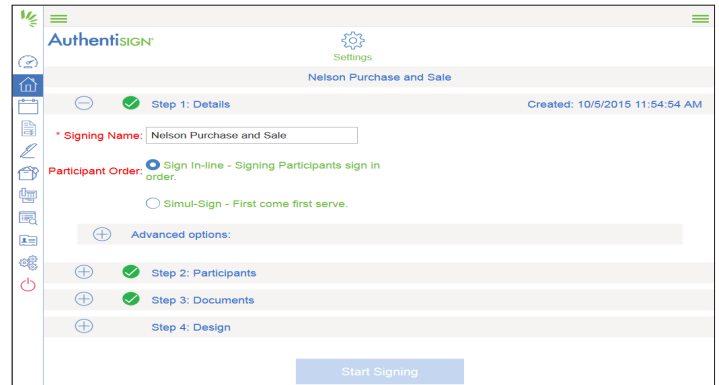 AuthentiSIGN®
Settings
Nelson Purchase and Sale
Step 1: Details Created: 10/5/2015 11:54:54 AM
* Signing Name: Nelson Purchase and Sale
Participant Order: Sign In-line - Signing Participants sign in
order.
Simul-Sign - First come first serve.
Advanced options:
Step 2: Participants
Step 3: Documents
Step 4: Design
Start Signing